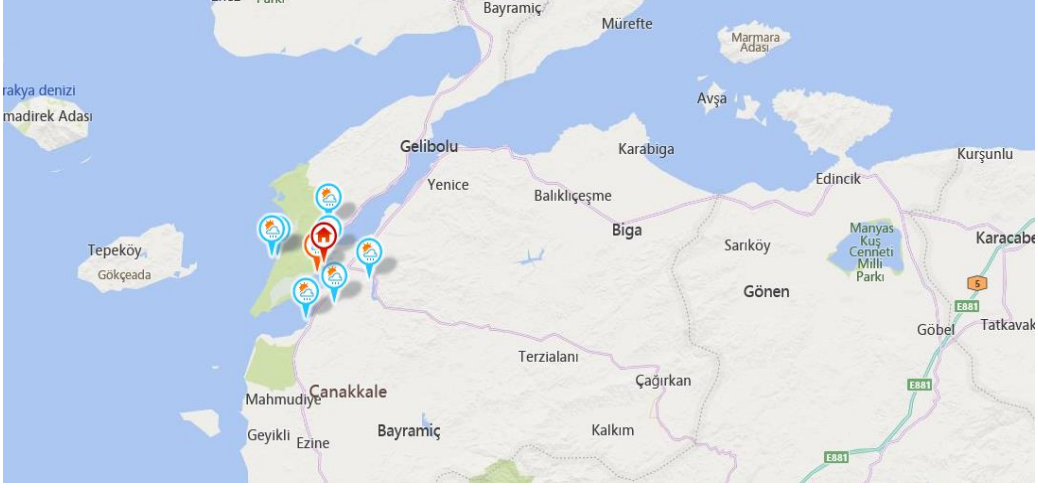 Parkı
Bayramiç
Mürefte
Marmara
Adası
rakya denizi
madirek Adası
Avşa
Gelibolu
Karabiga
Kurşunlu
Yenice
Balıklıçeşme
Edincik
Biga
Tepeköy
Gökçeada
Sarıköy
Manyas
Kuş
Cenneti
Milli
Parkı
Karacabe
Gönen
5
E881
Göbel
Tatkavak
Terzialanı
Çağırkan
E881
Mahmudiye
Çanakkale
Geyikli
Ezine
Bayramiç
Kalkım
E881